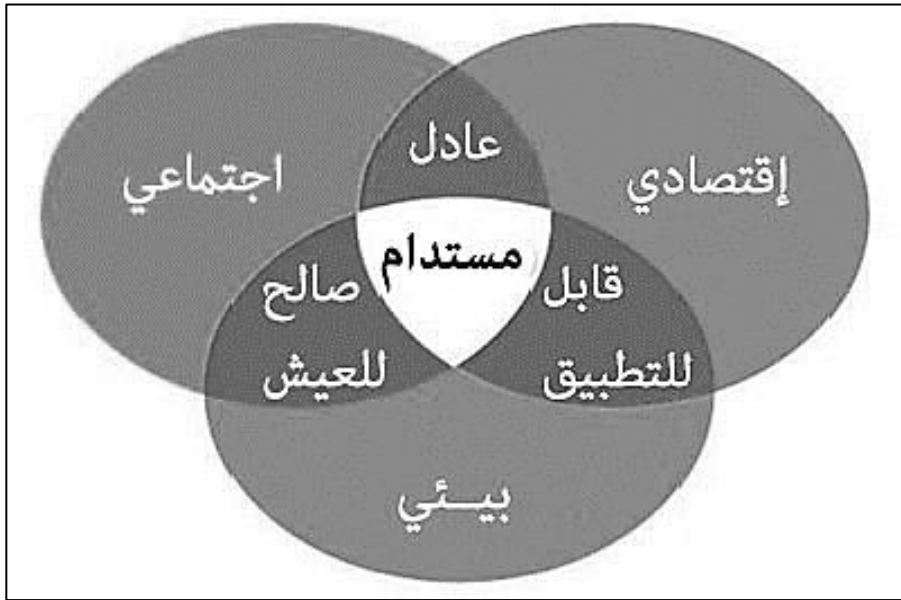 عادل
إقتصادي
اجتماعي
مستدام
قابل
للتطبيق
صالح
للعيش
بيــئي